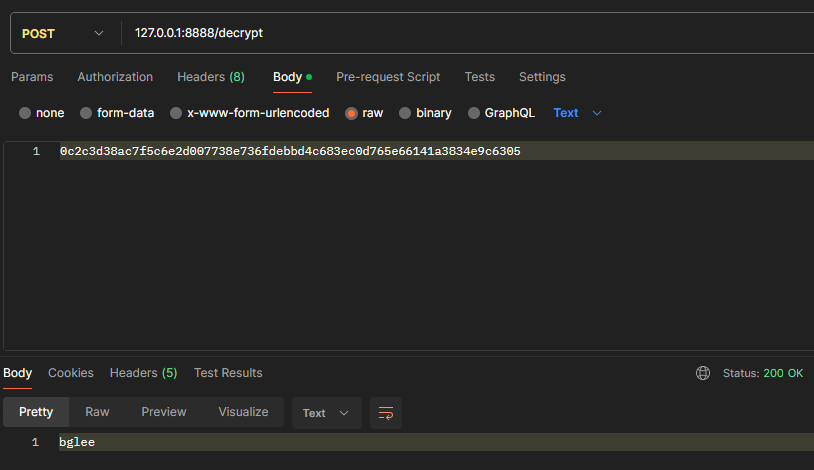 POST 127.0.0.1:8888/decrypt
Params Authorization Headers (8) Body Pre-request Script Tests Settings
none form-data x-www-form-urlencoded raw binary GraphQL Text
1 0c2c3d38ac7f5c6e2d007738e736fdebbd4c683ec0d765e66141a3834e9c6305
Body Cookies Headers (5) Test Results Status: 200 OK
Pretty Raw Preview Visualize Text
1 bglee